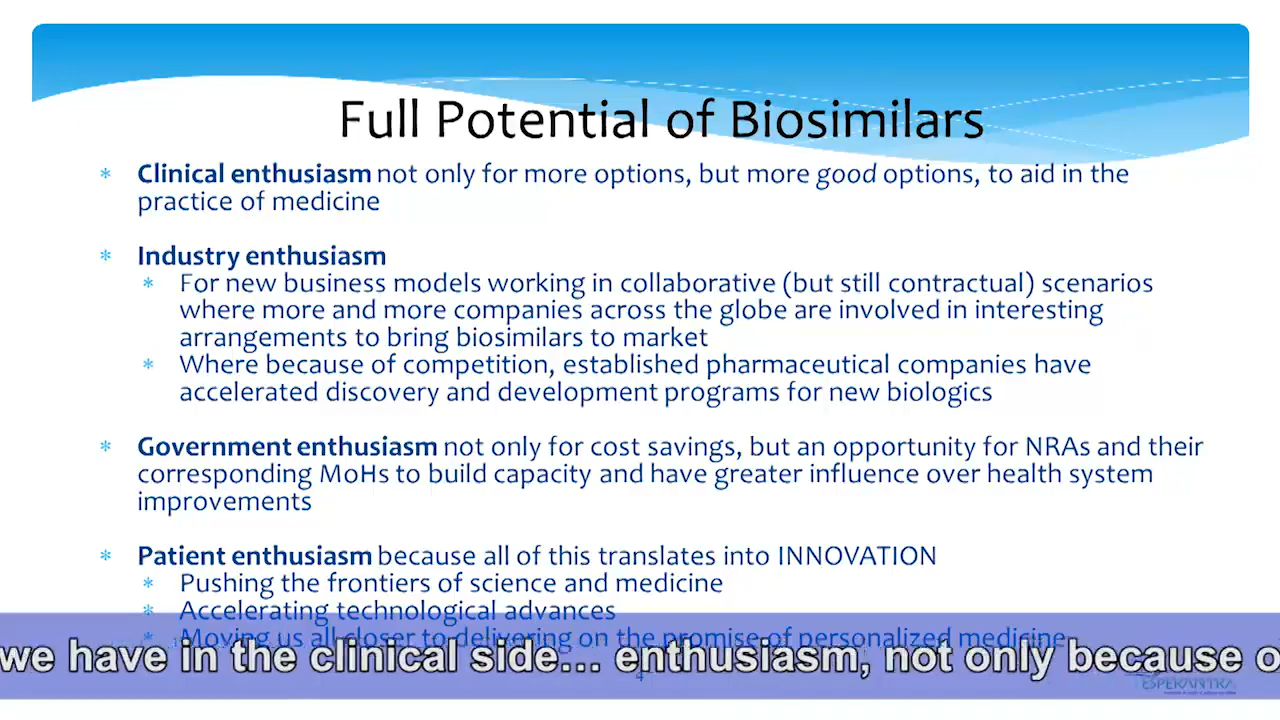 Full Potential of Biosimilars
* Clinical enthusiasm not only for more options, but more good options, to aid in the
practice of medicine
* Industry enthusiasm
* For new business models working in collaborative (but still contractual) scenarios
where more and more companies across the globe are involved in interesting
arrangements to bring biosimilars to market
* Where because of competition, established pharmaceutical companies have
accelerated discovery and development programs for new biologics
* Government enthusiasm not only for cost savings, but an opportunity for NRAs and their
corresponding MoHs to build capacity and have greater influence over health system
improvements
* Patient enthusiasm because all of this translates into INNOVATION
* Pushing the frontiers of science and medicine
* Accelerating technological advances
* Moving us all closer to delivering on the promise of personalized medicine
we have in the clinical side... enthusiasm, not only because o
4
ESPERANTRA